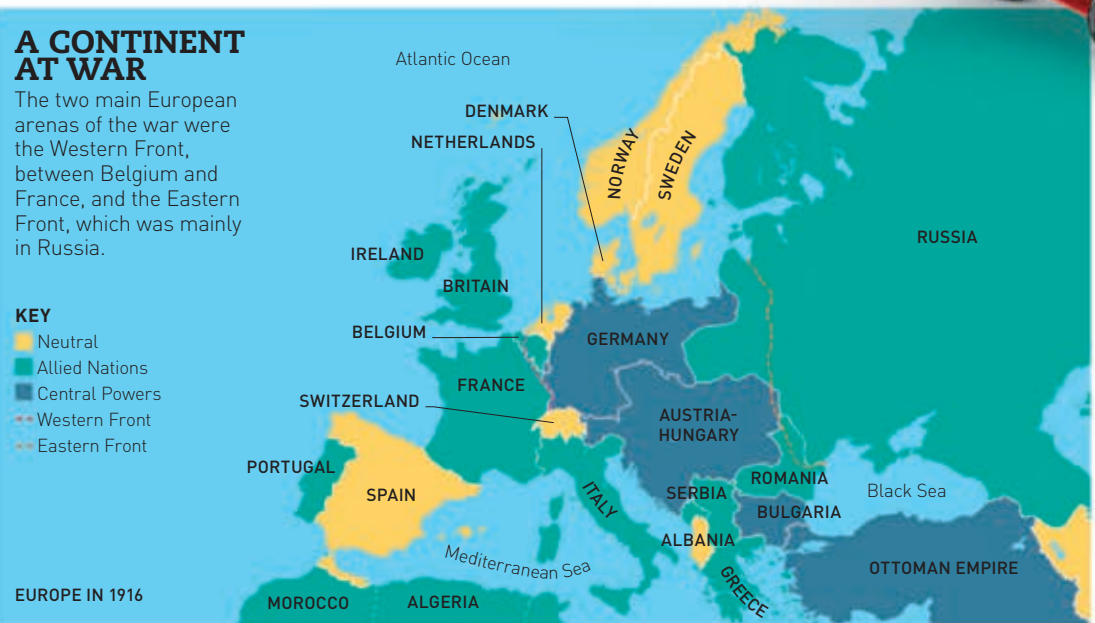 A CONTINENT
AT WAR
The two main European
arenas of the war were
the Western Front,
between Belgium and
France, and the Eastern
Front, which was mainly
in Russia.
KEY
Neutral
Allied Nations
Central Powers
Western Front
Eastern Front
EUROPE IN 1916
Atlantic Ocean
DENMARK
NETHERLANDS
NORWAY
SWEDEN
RUSSIA
IRELAND
BRITAIN
BELGIUM
GERMANY
FRANCE
SWITZERLAND
AUSTRIA-
HUNGARY
PORTUGAL
SPAIN
ITALY
SERBIA
ROMANIA
Black Sea
BULGARIA
ALBANIA
Mediterranean Sea
GREECE
OTTOMAN EMPIRE
MOROCCO
ALGERIA